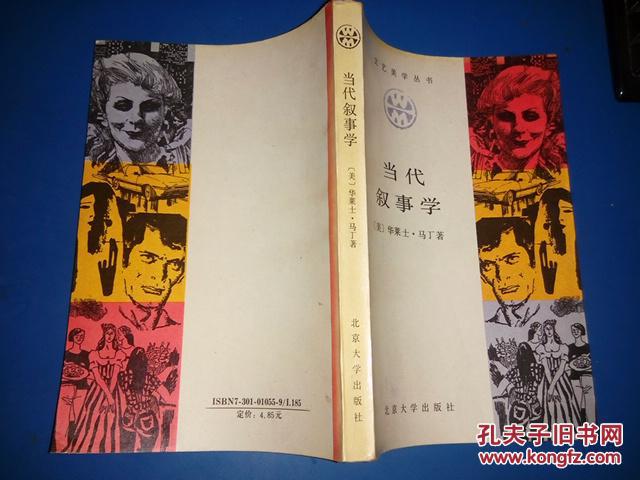 文艺美学丛书
当代
叙事学
〔美〕华莱士·马丁著
北京大学出版社
当代叙事学
〔美〕华莱士·马丁著
北京大学出版社
ISBN7-301-01055-9/I.185
定价：4.85元
孔夫子旧书网
www.kongfz.com